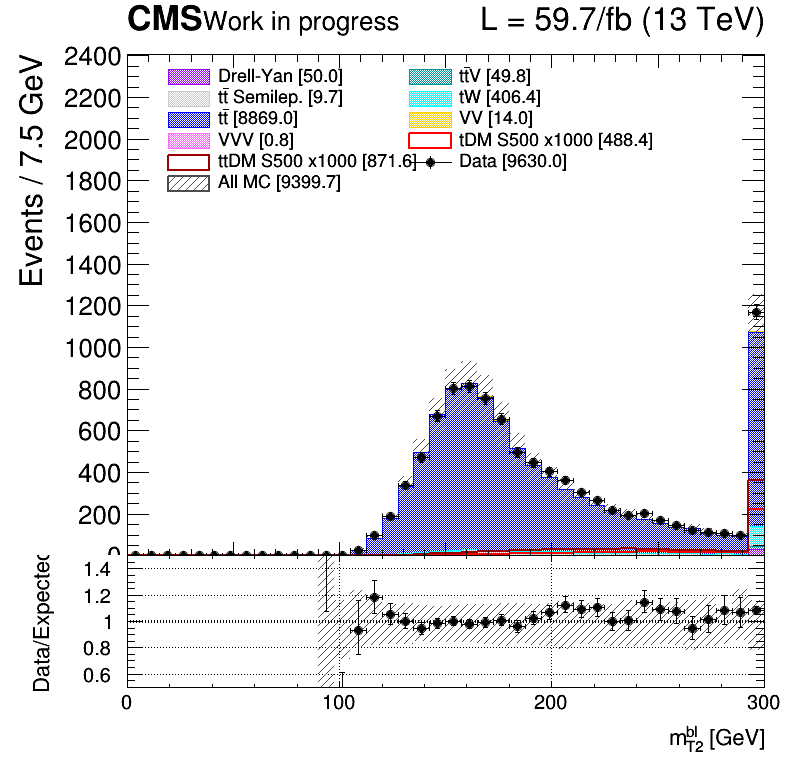 CMS Work in progress L = 59.7/fb (13 TeV)
Events / 7.5 GeV
2400
2200
2000
1800
1600
1400
1200
1000
800
600
400
200
0
Drell-Yan [50.0] tt̄V [49.8]
tt̄ Semilep. [9.7] tW [406.4]
tt̄ [8869.0] VV [14.0]
VVV [0.8] tDM S500 x1000 [488.4]
ttDM S500 x1000 [871.6] Data [9630.0]
All MC [9399.7]
Data/Expected
1.4
1.2
1
0.8
0.6
0 100 200 300
m_{T2}^{bl} [GeV]